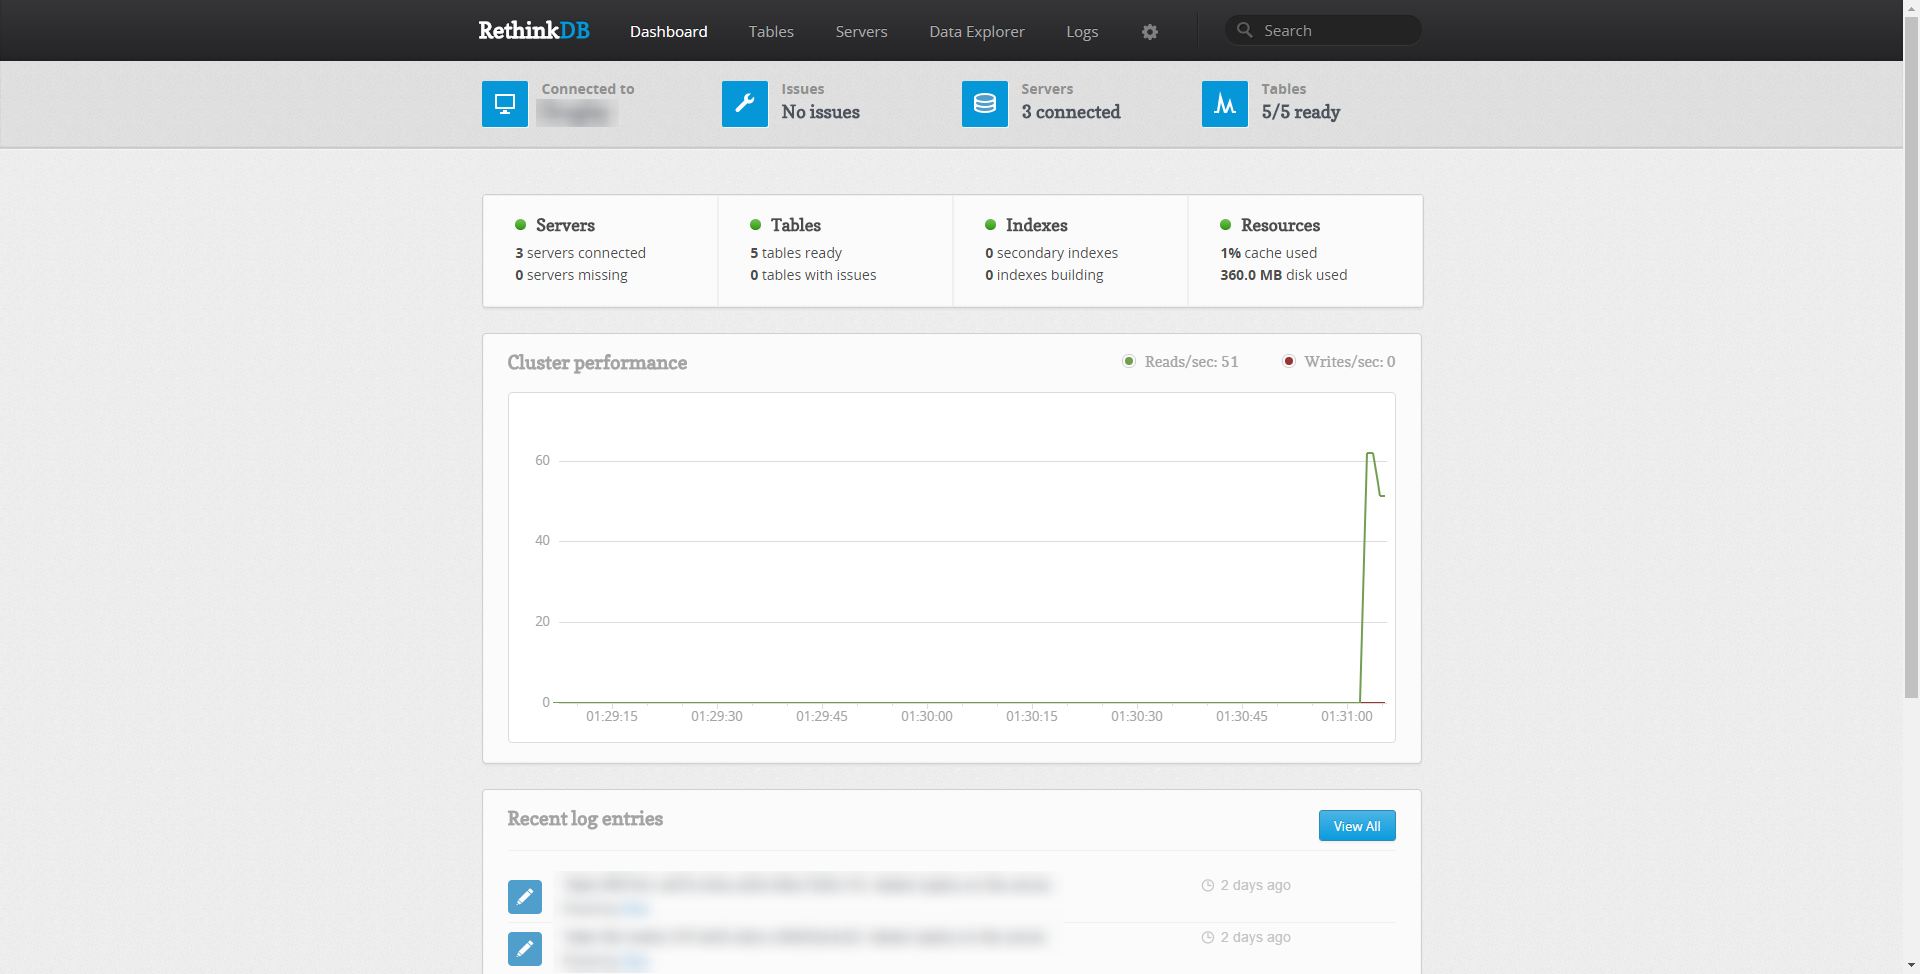 RethinkDB Dashboard Tables Servers Data Explorer Logs Search
Connected to
Issues
No issues
Servers
3 connected
Tables
5/5 ready
Servers
3 servers connected
0 servers missing
Tables
5 tables ready
0 tables with issues
Indexes
0 secondary indexes
0 indexes building
Resources
1% cache used
360.0 MB disk used
Cluster performance
Reads/sec: 51
Writes/sec: 0
60
40
20
0
01:29:15 01:29:30 01:29:45 01:30:00 01:30:15 01:30:30 01:30:45 01:31:00
Recent log entries
View All
2 days ago
2 days ago